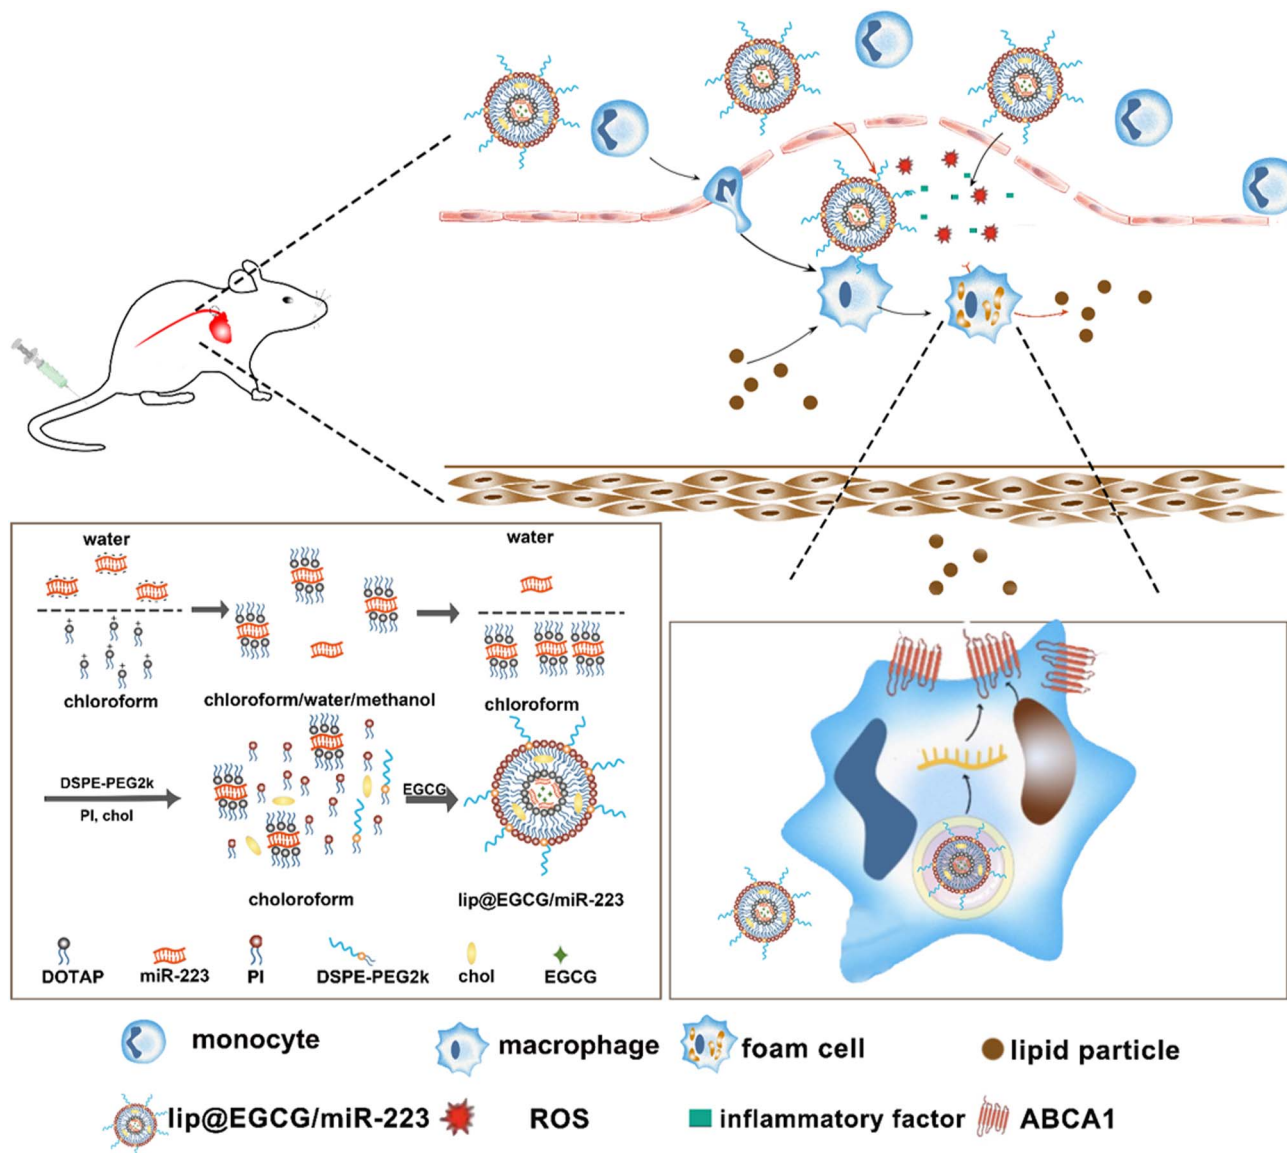 water
water
chloroform
chloroform/water/methanol
chloroform
DSPE-PEG2k
PI, chol
EGCG
choloroform
lip@EGCG/miR-223
DOTAP
miR-223
PI
DSPE-PEG2k
chol
EGCG
monocyte
macrophage
foam cell
lipid particle
lip@EGCG/miR-223
ROS
inflammatory factor
ABCA1